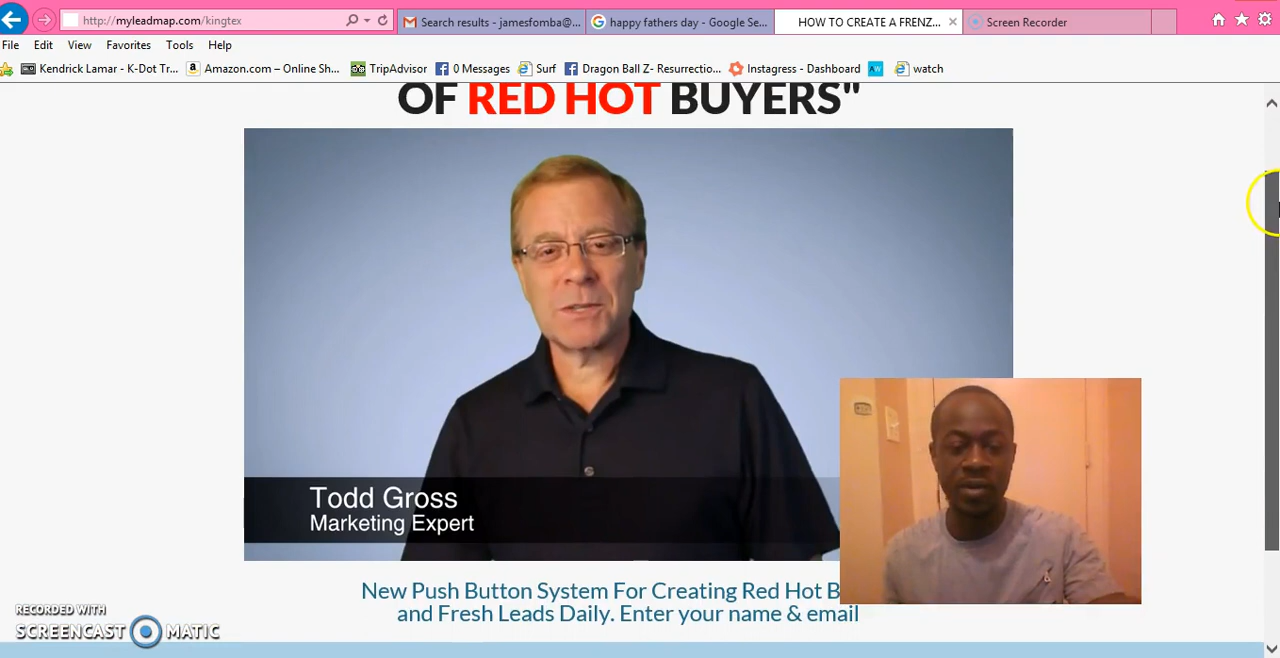 http://myleadmap.com/kingtex
Search results - jamesfomba@...
happy fathers day - Google Se...
HOW TO CREATE A FRENZ...
Screen Recorder
File Edit View Favorites Tools Help
Kendrick Lamar - K-Dot Tr... Amazon.com – Online Sh... TripAdvisor 0 Messages Surf Dragon Ball Z- Resurrectio... Instagress - Dashboard AW watch
OF RED HOT BUYERS"
Todd Gross
Marketing Expert
New Push Button System For Creating Red Hot B
and Fresh Leads Daily. Enter your name & email
RECORDED WITH
SCREENCAST MATIC